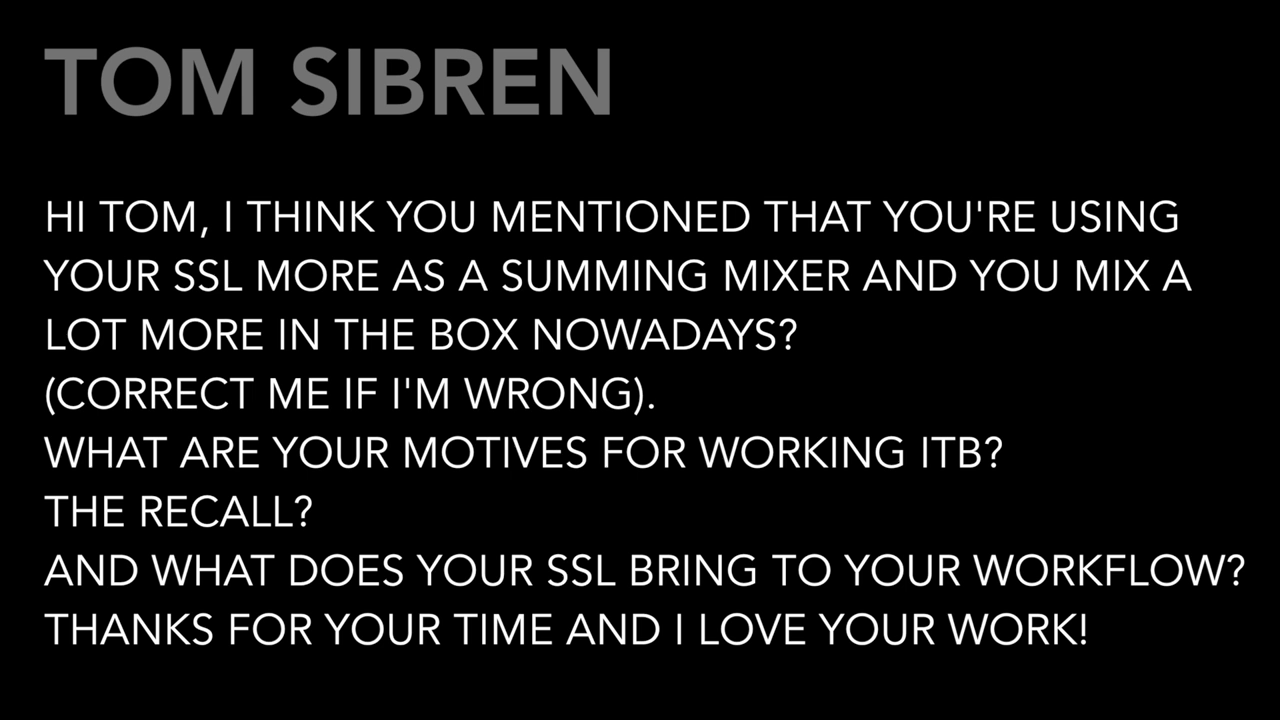 TOM SIBREN
HI TOM, I THINK YOU MENTIONED THAT YOU'RE USING
YOUR SSL MORE AS A SUMMING MIXER AND YOU MIX A
LOT MORE IN THE BOX NOWADAYS?
(CORRECT ME IF I'M WRONG).
WHAT ARE YOUR MOTIVES FOR WORKING ITB?
THE RECALL?
AND WHAT DOES YOUR SSL BRING TO YOUR WORKFLOW?
THANKS FOR YOUR TIME AND I LOVE YOUR WORK!